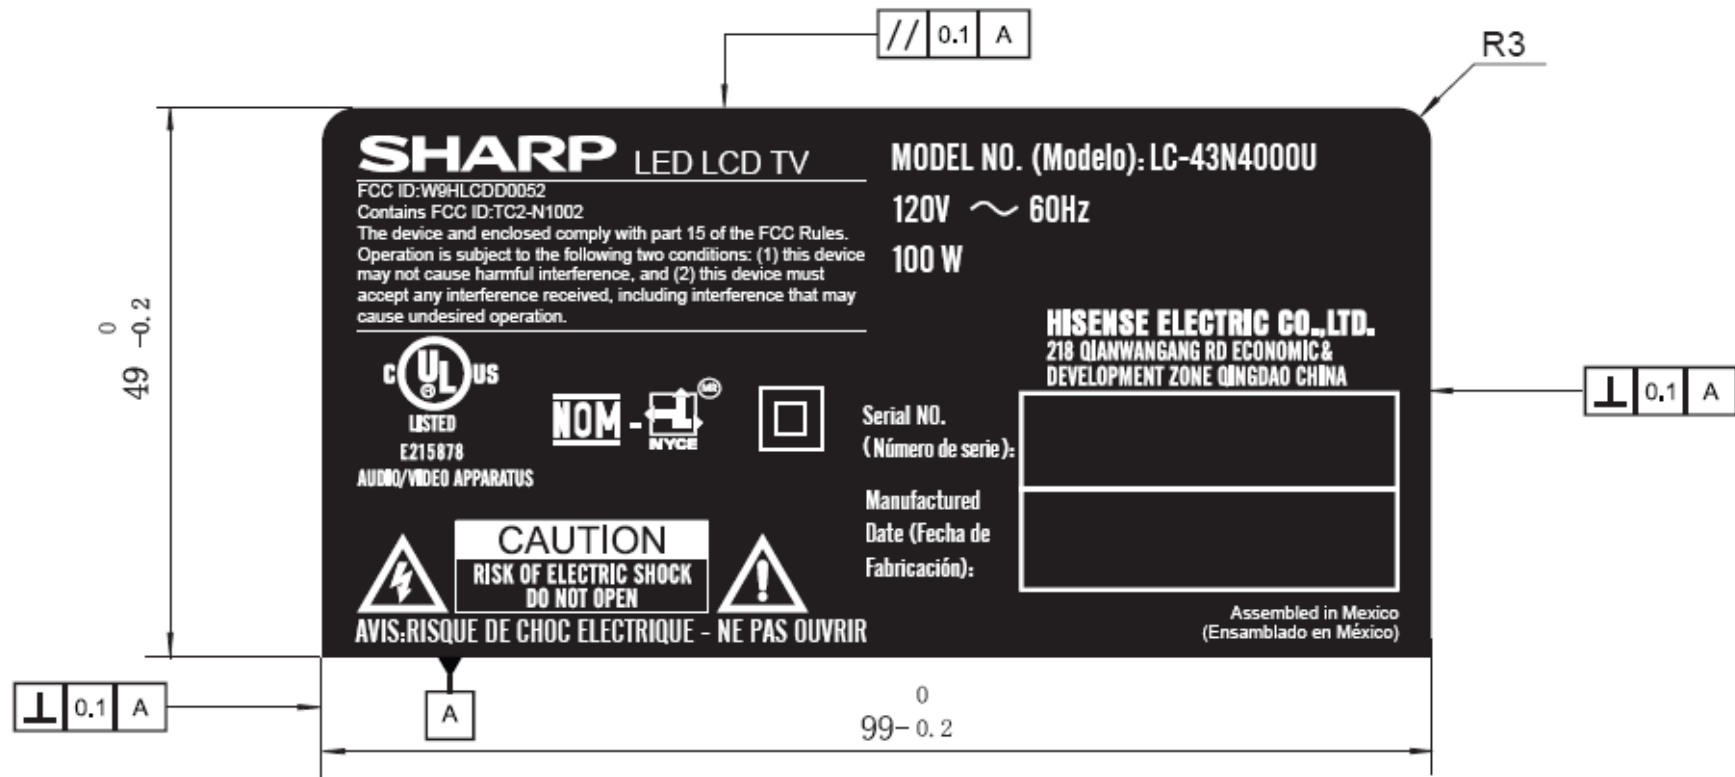 // 0.1 A
R3
SHARP LED LCD TV
FCC ID:W9HLCDD0052
Contains FCC ID:TC2-N1002
The device and enclosed comply with part 15 of the FCC Rules.
Operation is subject to the following two conditions: (1) this device
may not cause harmful interference, and (2) this device must
accept any interference received, including interference that may
cause undesired operation.
MODEL NO. (Modelo): LC-43N4000U
120V ～ 60Hz
100 W
0
49 -0.2
HISENSE ELECTRIC CO.,LTD.
218 QIANWANGANG RD ECONOMIC&
DEVELOPMENT ZONE QINGDAO CHINA
⊥ 0.1 A
C UL US
®
LISTED
E215878
AUDIO/VIDEO APPARATUS
NOM - NYCE MR
Serial NO.
(Número de serie):
Manufactured
Date (Fecha de
Fabricación):
CAUTION
RISK OF ELECTRIC SHOCK
DO NOT OPEN
AVIS:RISQUE DE CHOC ELECTRIQUE - NE PAS OUVRIR
Assembled in Mexico
(Ensamblado en México)
⊥ 0.1 A
A
0
99-0.2